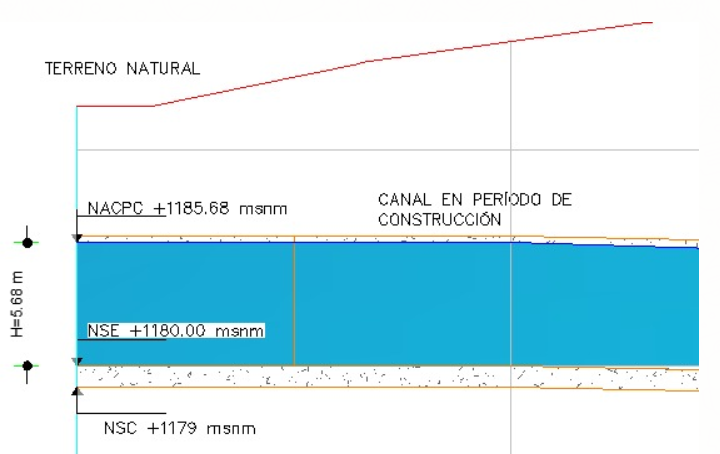 TERRENO NATURAL
NACPC +1185.68 msnm
CANAL EN PERÍODO DE
CONSTRUCCIÓN
H=5.68 m
NSE +1180.00 msnm
NSC +1179 msnm